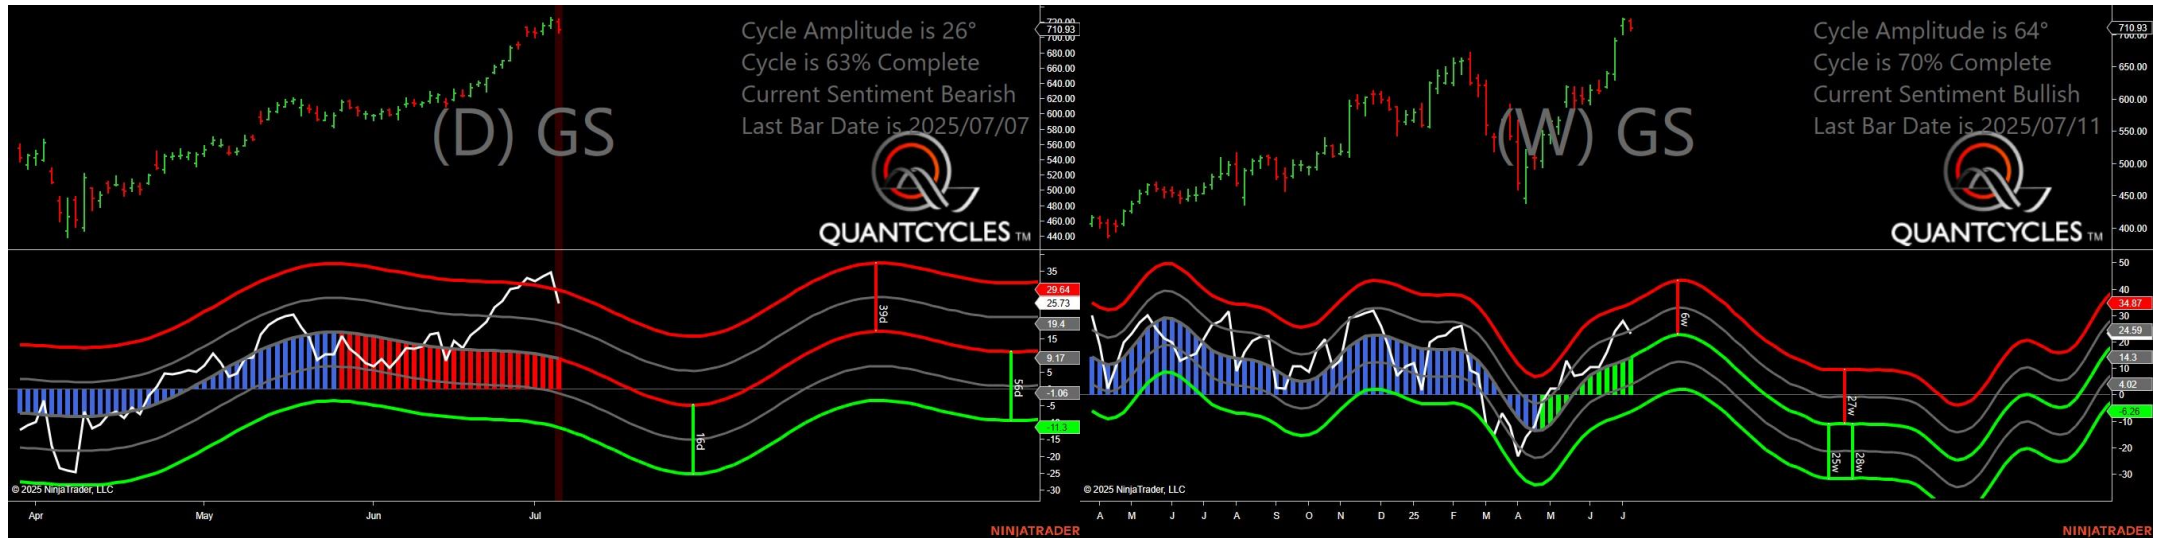 Cycle Amplitude is 26°
Cycle is 63% Complete
Current Sentiment Bearish
Last Bar Date is 2025/07/07
(D) GS
QUANTCYCLES TM
720.00
710.93
700.00
680.00
660.00
640.00
620.00
600.00
580.00
560.00
540.00
520.00
500.00
480.00
460.00
440.00
35
29.64
25.73
19.4
15
9.17
5
-1.06
-5
-11.3
-15
-20
-25
-30
39d
16d
56d
© 2025 NinjaTrader, LLC
Apr May Jun Jul
NINJATRADER
Cycle Amplitude is 64°
Cycle is 70% Complete
Current Sentiment Bullish
Last Bar Date is 2025/07/11
(W) GS
QUANTCYCLES TM
710.93
700.00
650.00
600.00
550.00
500.00
450.00
400.00
50
40
34.87
30
24.59
20
14.3
10
4.02
0
-6.26
-10
-20
-30
6w
27w
25w
28w
© 2025 NinjaTrader, LLC
A M J J A S O N D 25 F M A M J J
NINJATRADER